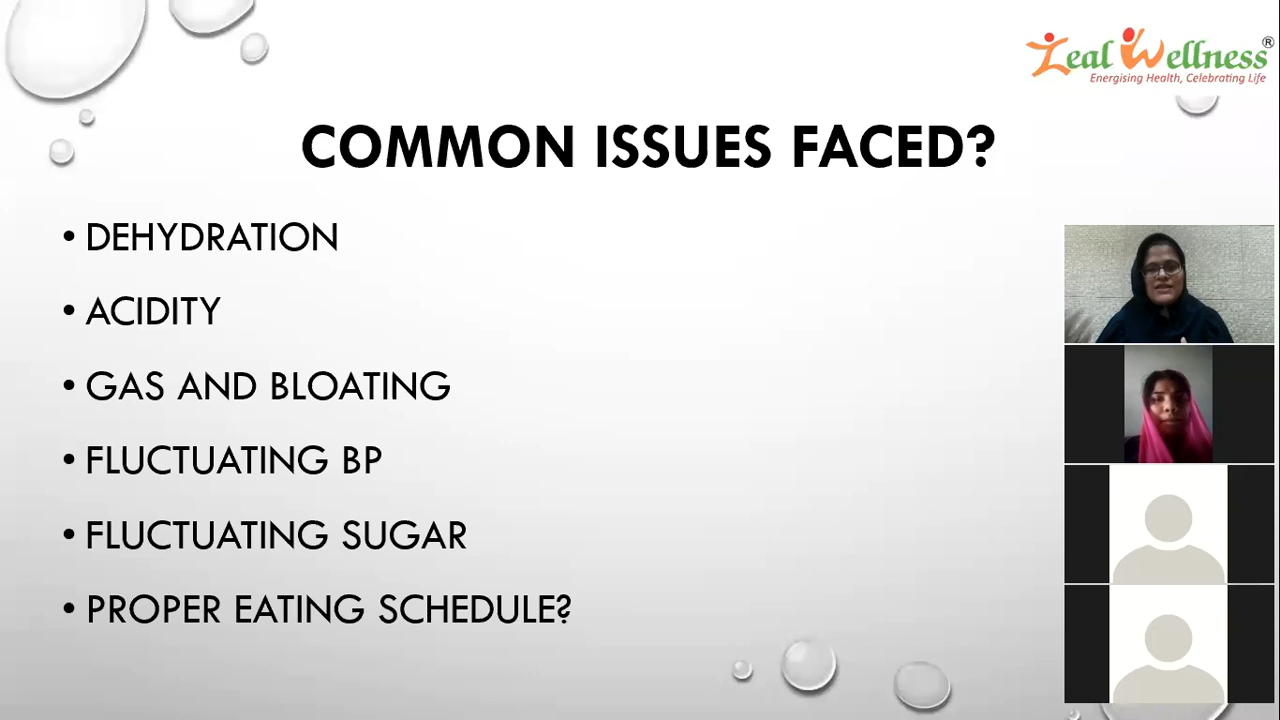 Zeal Wellness®
Energising Health, Celebrating Life
COMMON ISSUES FACED?
• DEHYDRATION
• ACIDITY
• GAS AND BLOATING
• FLUCTUATING BP
• FLUCTUATING SUGAR
• PROPER EATING SCHEDULE?